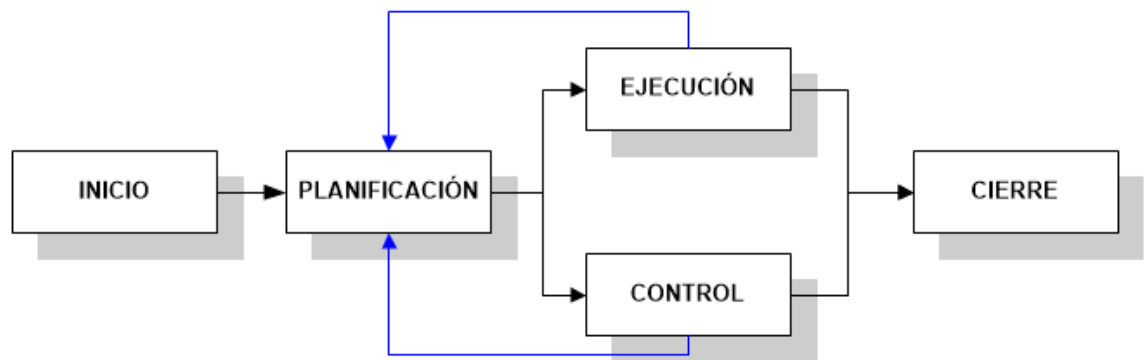 INICIO
PLANIFICACIÓN
EJECUCIÓN
CONTROL
CIERRE